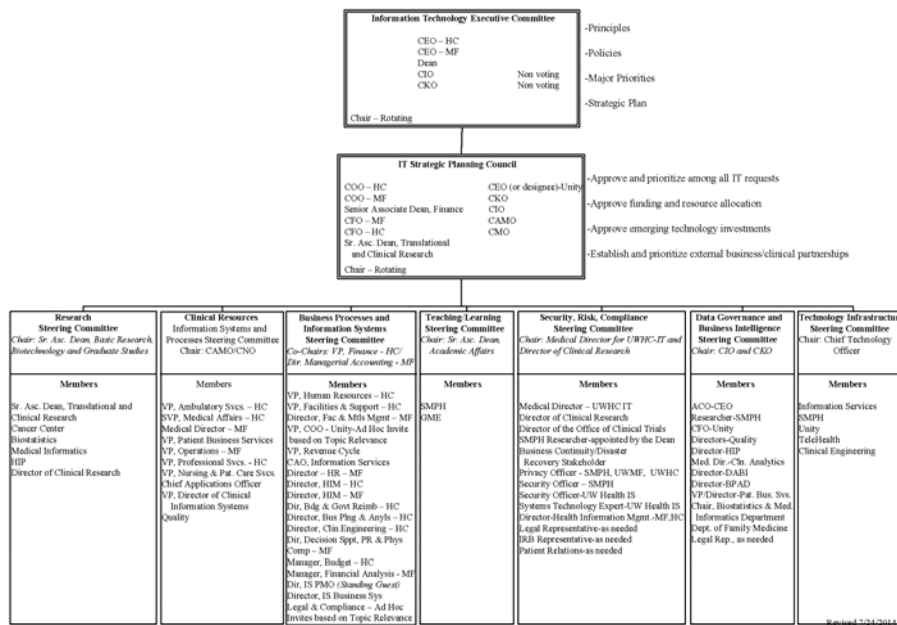 Information Technology Executive Committee
CEO – HC
CEO – MF
Dean
CIO Non voting
CKO Non voting
Chair – Rotating
-Principles
-Policies
-Major Priorities
-Strategic Plan
IT Strategic Planning Council
COO – HC
COO – MF
Senior Associate Dean, Finance
CFO – MF
CFO – HC
Sr. Asc. Dean, Translational
and Clinical Research
CEO (or designee)-Unity
CKO
CIO
CAMO
CMO
Chair – Rotating
-Approve and prioritize among all IT requests
-Approve funding and resource allocation
-Approve emerging technology investments
-Establish and prioritize external business/clinical partnerships
Research
Steering Committee
Chair: Sr. Asc. Dean, Basic Research,
Biotechnology and Graduate Studies
Members
Sr. Asc. Dean, Translational and
Clinical Research
Cancer Center
Biostatistics
Medical Informatics
HIP
Director of Clinical Research
Clinical Resources
Information Systems and
Processes Steering Committee
Chair: CAMO/CNO
Members
VP, Ambulatory Svcs. – HC
SVP, Medical Affairs – HC
Medical Director – MF
VP, Patient Business Services
VP, Operations – MF
VP, Professional Svcs. - HC
VP, Nursing & Pat. Care Svcs.
Chief Applications Officer
VP, Director of Clinical
Information Systems
Quality
Business Processes and
Information Systems
Steering Committee
Co-Chairs: VP, Finance - HC/
Dir. Managerial Accounting - MF
Members
VP, Human Resources – HC
VP, Facilities & Support – HC
Director, Fac & Mtls Mgmt – MF
VP, COO - Unity-Ad Hoc Invite
based on Topic Relevance
VP, Revenue Cycle
CAO, Information Services
Director – HR – MF
Director, HIM – HC
Director, HIM – MF
Dir, Bdg & Govt Reimb – HC
Director, Bus Plng & Anyls – HC
Director, Clin Engineering – HC
Dir, Decision Sppt, PR & Phys
Comp – MF
Manager, Budget – HC
Manager, Financial Analysis - MF
Dir, IS PMO (Standing Guest)
Director, IS Business Sys
Legal & Compliance – Ad Hoc
Invites based on Topic Relevance
Teaching/Learning
Steering Committee
Chair: Sr. Asc. Dean,
Academic Affairs
Members
SMPH
GME
Security, Risk, Compliance
Steering Committee
Chair: Medical Director for UWHC-IT and
Director of Clinical Research
Members
Medical Director – UWHC IT
Director of Clinical Research
Director of the Office of Clinical Trials
SMPH Researcher-appointed by the Dean
Business Continuity/Disaster
Recovery Stakeholder
Privacy Officer - SMPH, UWMF, UWHC
Security Officer – SMPH
Security Officer-UW Health IS
Systems Technology Expert-UW Health IS
Director-Health Information Mgmt.-MF,HC
Legal Representative-as needed
IRB Representative-as needed
Patient Relations-as needed
Data Governance and
Business Intelligence
Steering Committee
Chair: CIO and CKO
Members
ACO-CEO
Researcher-SMPH
CFO-Unity
Directors-Quality
Director-HIP
Med. Dir.-Cln. Analytics
Director-DABI
Director-BPAD
VP/Director-Pat. Bus. Svs.
Chair, Biostatistics & Med.
Informatics Department
Dept. of Family Medicine
Legal Rep., as needed
Technology Infrastructur
Steering Committee
Chair: Chief Technology
Officer
Members
Information Services
SMPH
Unity
TeleHealth
Clinical Engineering
Revised 7/24/2014